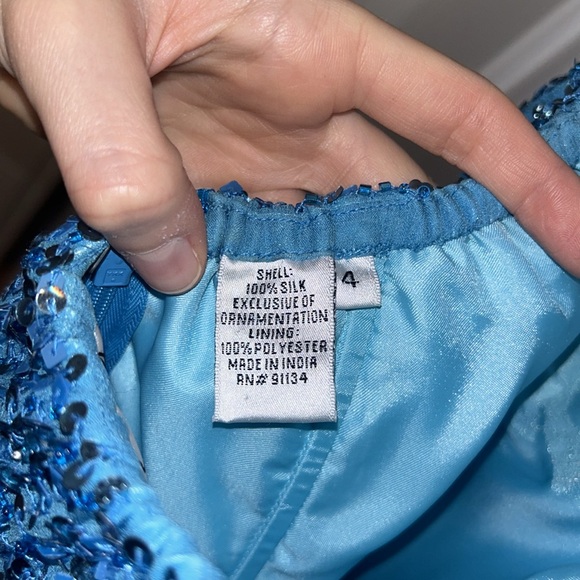 SHELL:
100% SILK
EXCLUSIVE OF
ORNAMENTATION
LINING:
100% POLYESTER
MADE IN INDIA
RN# 91134
4